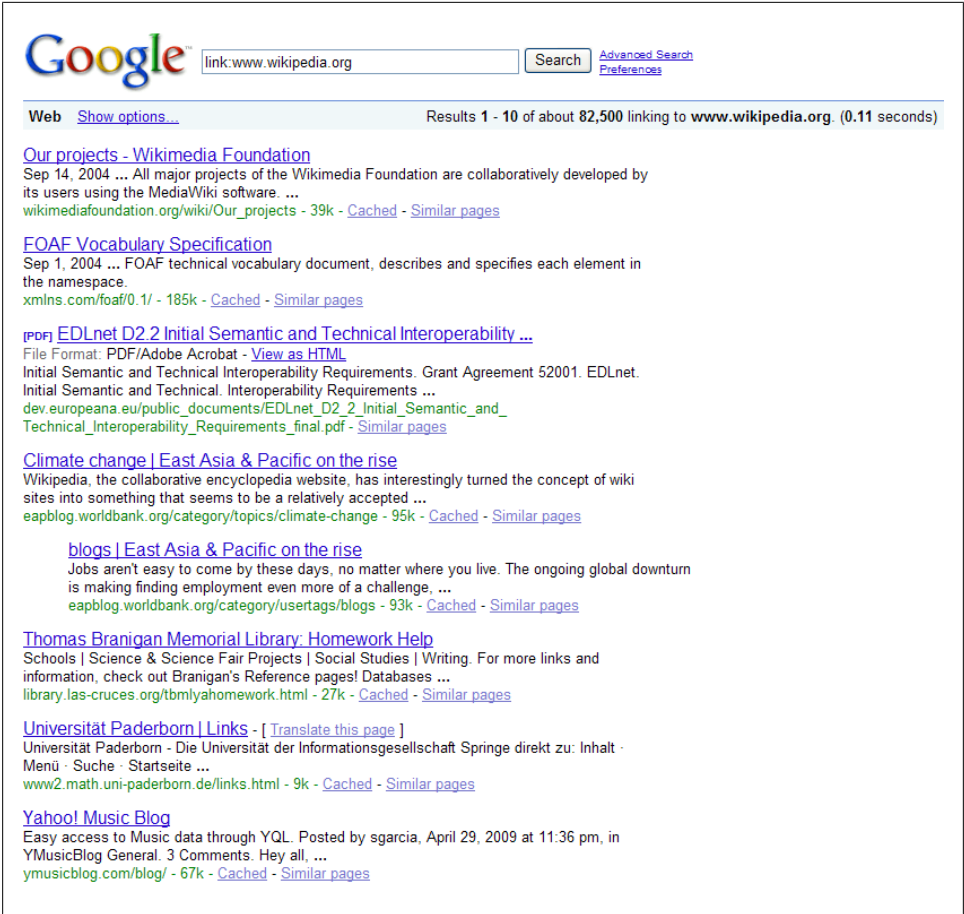 Google™ link:www.wikipedia.org Search Advanced Search
Preferences
Web Show options... Results 1 - 10 of about 82,500 linking to www.wikipedia.org. (0.11 seconds)
Our projects - Wikimedia Foundation
Sep 14, 2004 ... All major projects of the Wikimedia Foundation are collaboratively developed by
its users using the MediaWiki software. ...
wikimediafoundation.org/wiki/Our_projects - 39k - Cached - Similar pages
FOAF Vocabulary Specification
Sep 1, 2004 ... FOAF technical vocabulary document, describes and specifies each element in
the namespace.
xmlns.com/foaf/0.1/ - 185k - Cached - Similar pages
[PDF] EDLnet D2.2 Initial Semantic and Technical Interoperability ...
File Format: PDF/Adobe Acrobat - View as HTML
Initial Semantic and Technical Interoperability Requirements. Grant Agreement 52001. EDLnet.
Initial Semantic and Technical. Interoperability Requirements ...
dev.europeana.eu/public_documents/EDLnet_D2_2_Initial_Semantic_and_
Technical_Interoperability_Requirements_final.pdf - Similar pages
Climate change | East Asia & Pacific on the rise
Wikipedia, the collaborative encyclopedia website, has interestingly turned the concept of wiki
sites into something that seems to be a relatively accepted ...
eapblog.worldbank.org/category/topics/climate-change - 95k - Cached - Similar pages
blogs | East Asia & Pacific on the rise
Jobs aren't easy to come by these days, no matter where you live. The ongoing global downturn
is making finding employment even more of a challenge, ...
eapblog.worldbank.org/category/usertags/blogs - 93k - Cached - Similar pages
Thomas Branigan Memorial Library: Homework Help
Schools | Science & Science Fair Projects | Social Studies | Writing. For more links and
information, check out Branigan's Reference pages! Databases ...
library.las-cruces.org/tbmlyahomework.html - 27k - Cached - Similar pages
Universität Paderborn | Links - [ Translate this page ]
Universität Paderborn - Die Universität der Informationsgesellschaft Springe direkt zu: Inhalt ·
Menü · Suche · Startseite ...
www2.math.uni-paderborn.de/links.html - 9k - Cached - Similar pages
Yahoo! Music Blog
Easy access to Music data through YQL. Posted by sgarcia, April 29, 2009 at 11:36 pm, in
YMusicBlog General. 3 Comments. Hey all, ...
ymusicblog.com/blog/ - 67k - Cached - Similar pages